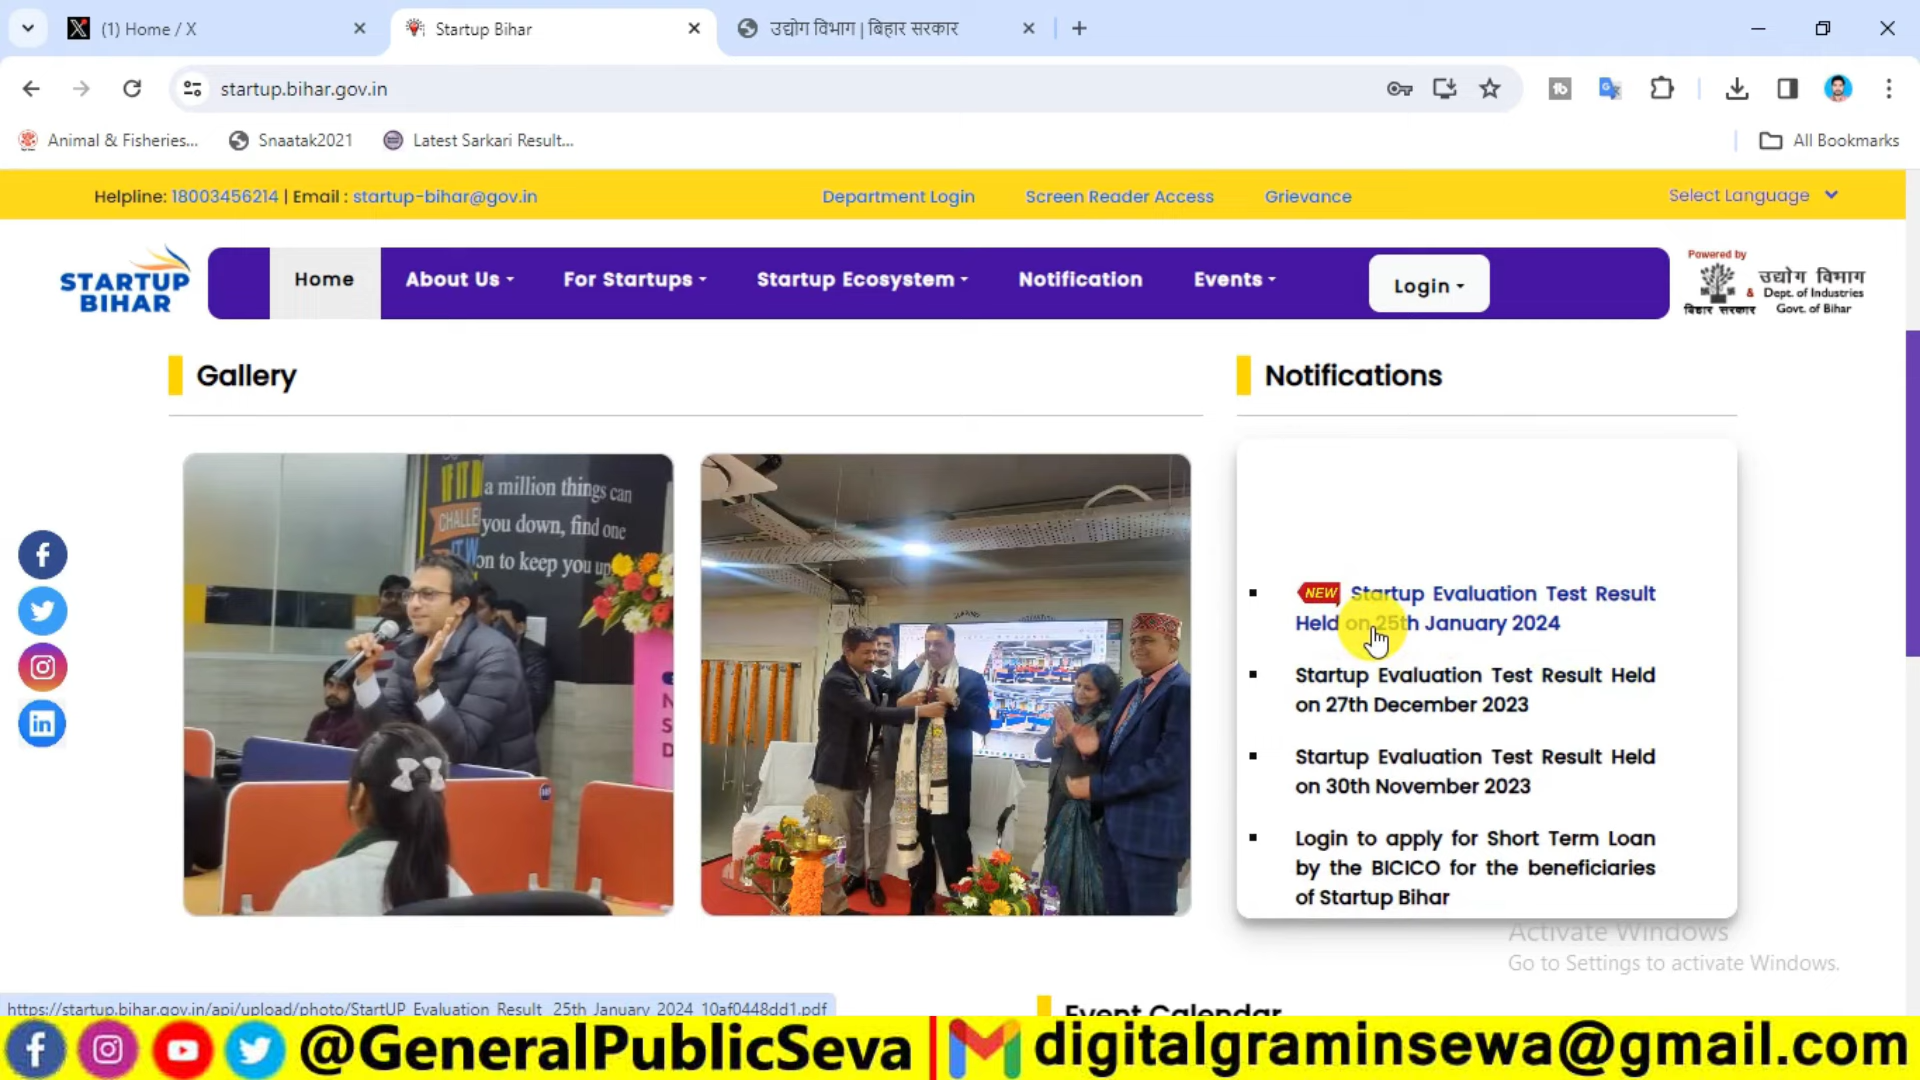 (1) Home / X
Startup Bihar
उद्योग विभाग | बिहार सरकार
startup.bihar.gov.in
Animal & Fisheries...
Snaatak2021
Latest Sarkari Result...
All Bookmarks
Helpline: 18003456214 | Email : startup-bihar@gov.in
Department Login
Screen Reader Access
Grievance
Select Language
STARTUP
BIHAR
Home
About Us
For Startups
Startup Ecosystem
Notification
Events
Login
Powered by
बिहार सरकार
&
उद्योग विभाग
Dept. of Industries
Govt. of Bihar
Gallery
Notifications
IF IT D
CHALLE
IT W
a million things can
you down, find one
on to keep you up
NEW Startup Evaluation Test Result
Held on 25th January 2024
Startup Evaluation Test Result Held
on 27th December 2023
Startup Evaluation Test Result Held
on 30th November 2023
Login to apply for Short Term Loan
by the BICICO for the beneficiaries
of Startup Bihar
Activate Windows
Go to Settings to activate Windows.
https://startup.bihar.gov.in/api/upload/photo/StartUP_Evaluation_Result_25th_January_2024_10af0448dd1.pdf
Event Calendar
@GeneralPublicSeva
digitalgraminsewa@gmail.com